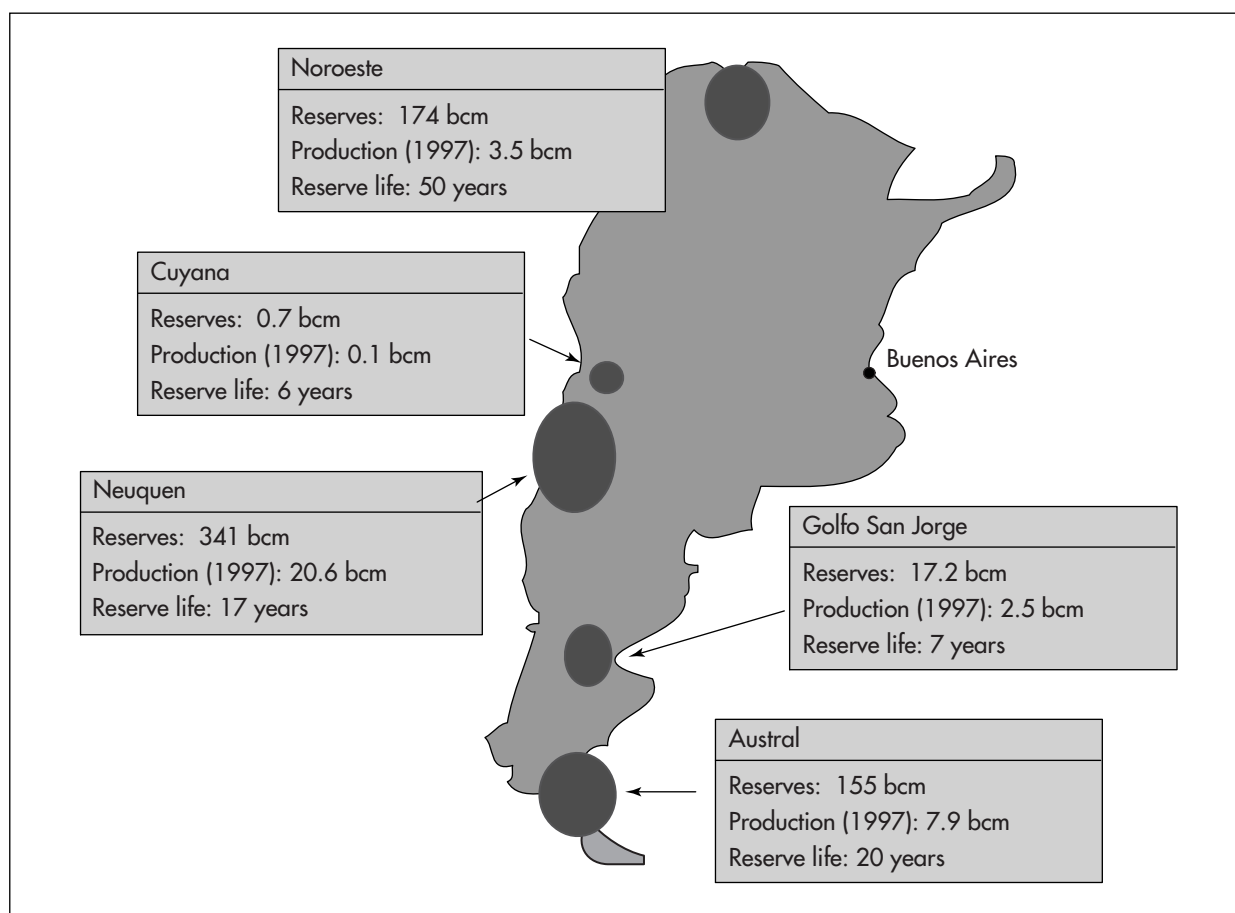 Noroeste
Reserves: 174 bcm
Production (1997): 3.5 bcm
Reserve life: 50 years
Cuyana
Reserves: 0.7 bcm
Production (1997): 0.1 bcm
Reserve life: 6 years
Buenos Aires
Neuquen
Reserves: 341 bcm
Production (1997): 20.6 bcm
Reserve life: 17 years
Golfo San Jorge
Reserves: 17.2 bcm
Production (1997): 2.5 bcm
Reserve life: 7 years
Austral
Reserves: 155 bcm
Production (1997): 7.9 bcm
Reserve life: 20 years